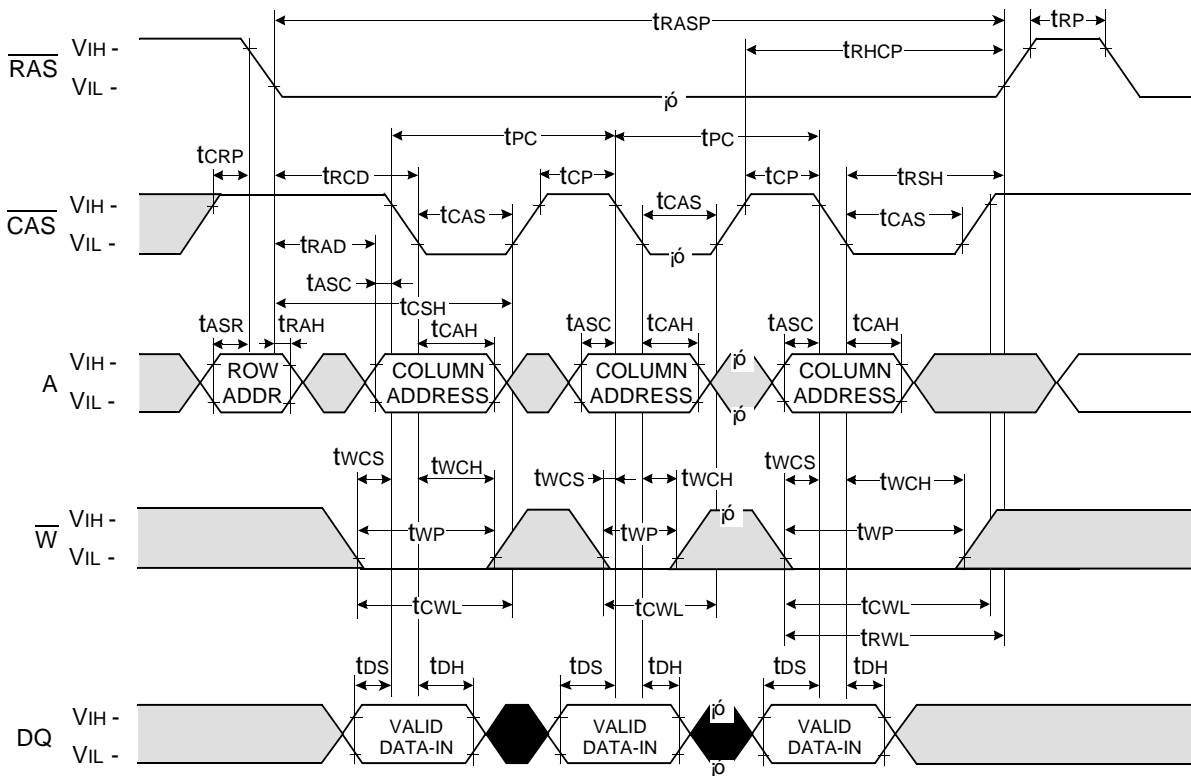 tRASP
tRP
tRHCP
RAS
VIH -
VIL -
¡ó
tPC
tPC
tCRP
tRCD
tCP
tCP
tRSH
CAS
VIH -
VIL -
tCAS
tCAS
tCAS
¡ó
tRAD
tASC
tCSH
tASR
tRAH
tCAH
tASC
tCAH
tASC
tCAH
A
VIH -
VIL -
ROW
ADDR
COLUMN
ADDRESS
COLUMN
ADDRESS
¡ó
¡ó
COLUMN
ADDRESS
tWCS
tWCH
tWCS
tWCH
tWCS
tWCH
W
VIH -
VIL -
tWP
tWP
¡ó
tWP
tCWL
tCWL
tCWL
tRWL
tDS
tDH
tDS
tDH
tDS
tDH
DQ
VIH -
VIL -
VALID
DATA-IN
VALID
DATA-IN
¡ó
¡ó
VALID
DATA-IN